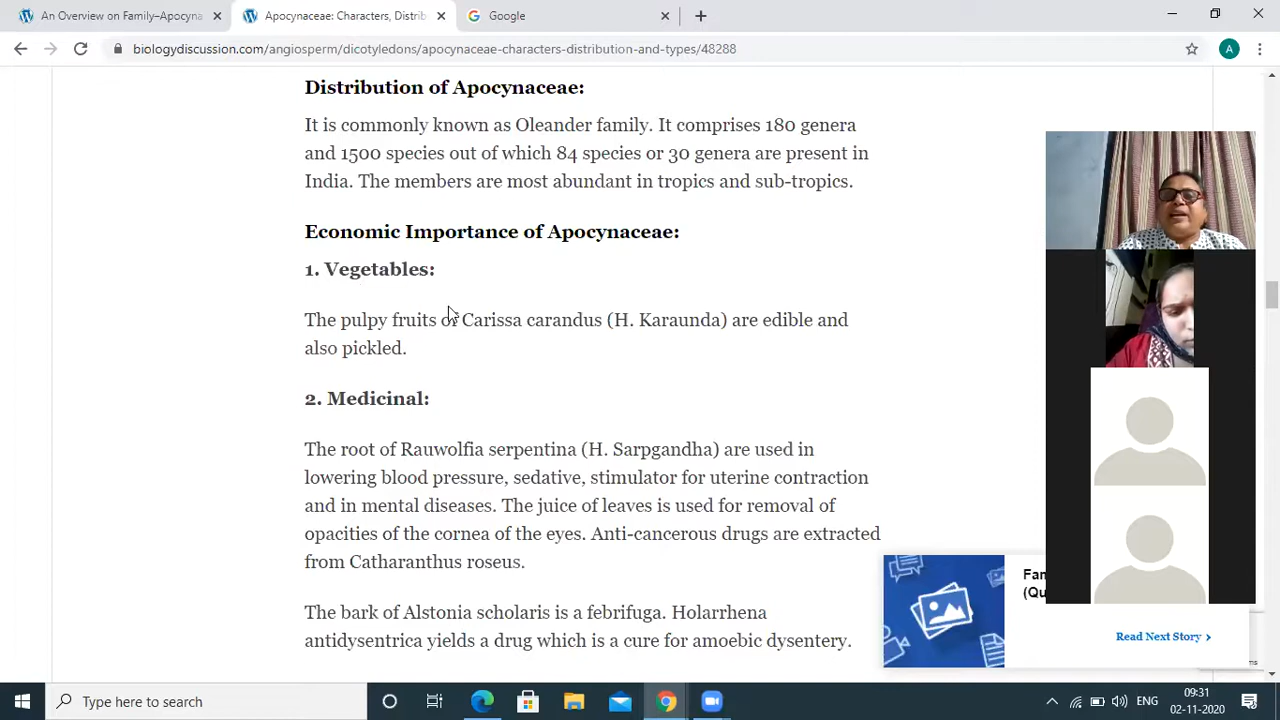 An Overview on Family–Apocyna
Apocynaceae: Characters, Distrib
Google
biologydiscussion.com/angiosperm/dicotyledons/apocynaceae-characters-distribution-and-types/48288
A
Distribution of Apocynaceae:
It is commonly known as Oleander family. It comprises 180 genera
and 1500 species out of which 84 species or 30 genera are present in
India. The members are most abundant in tropics and sub-tropics.
Economic Importance of Apocynaceae:
1. Vegetables:
The pulpy fruits of Carissa carandus (H. Karaunda) are edible and
also pickled.
2. Medicinal:
The root of Rauwolfia serpentina (H. Sarpgandha) are used in
lowering blood pressure, sedative, stimulator for uterine contraction
and in mental diseases. The juice of leaves is used for removal of
opacities of the cornea of the eyes. Anti-cancerous drugs are extracted
from Catharanthus roseus.
The bark of Alstonia scholaris is a febrifuga. Holarrhena
antidysentrica yields a drug which is a cure for amoebic dysentery.
Fan
(Qu
Read Next Story
Type here to search
ENG
09:31
02-11-2020